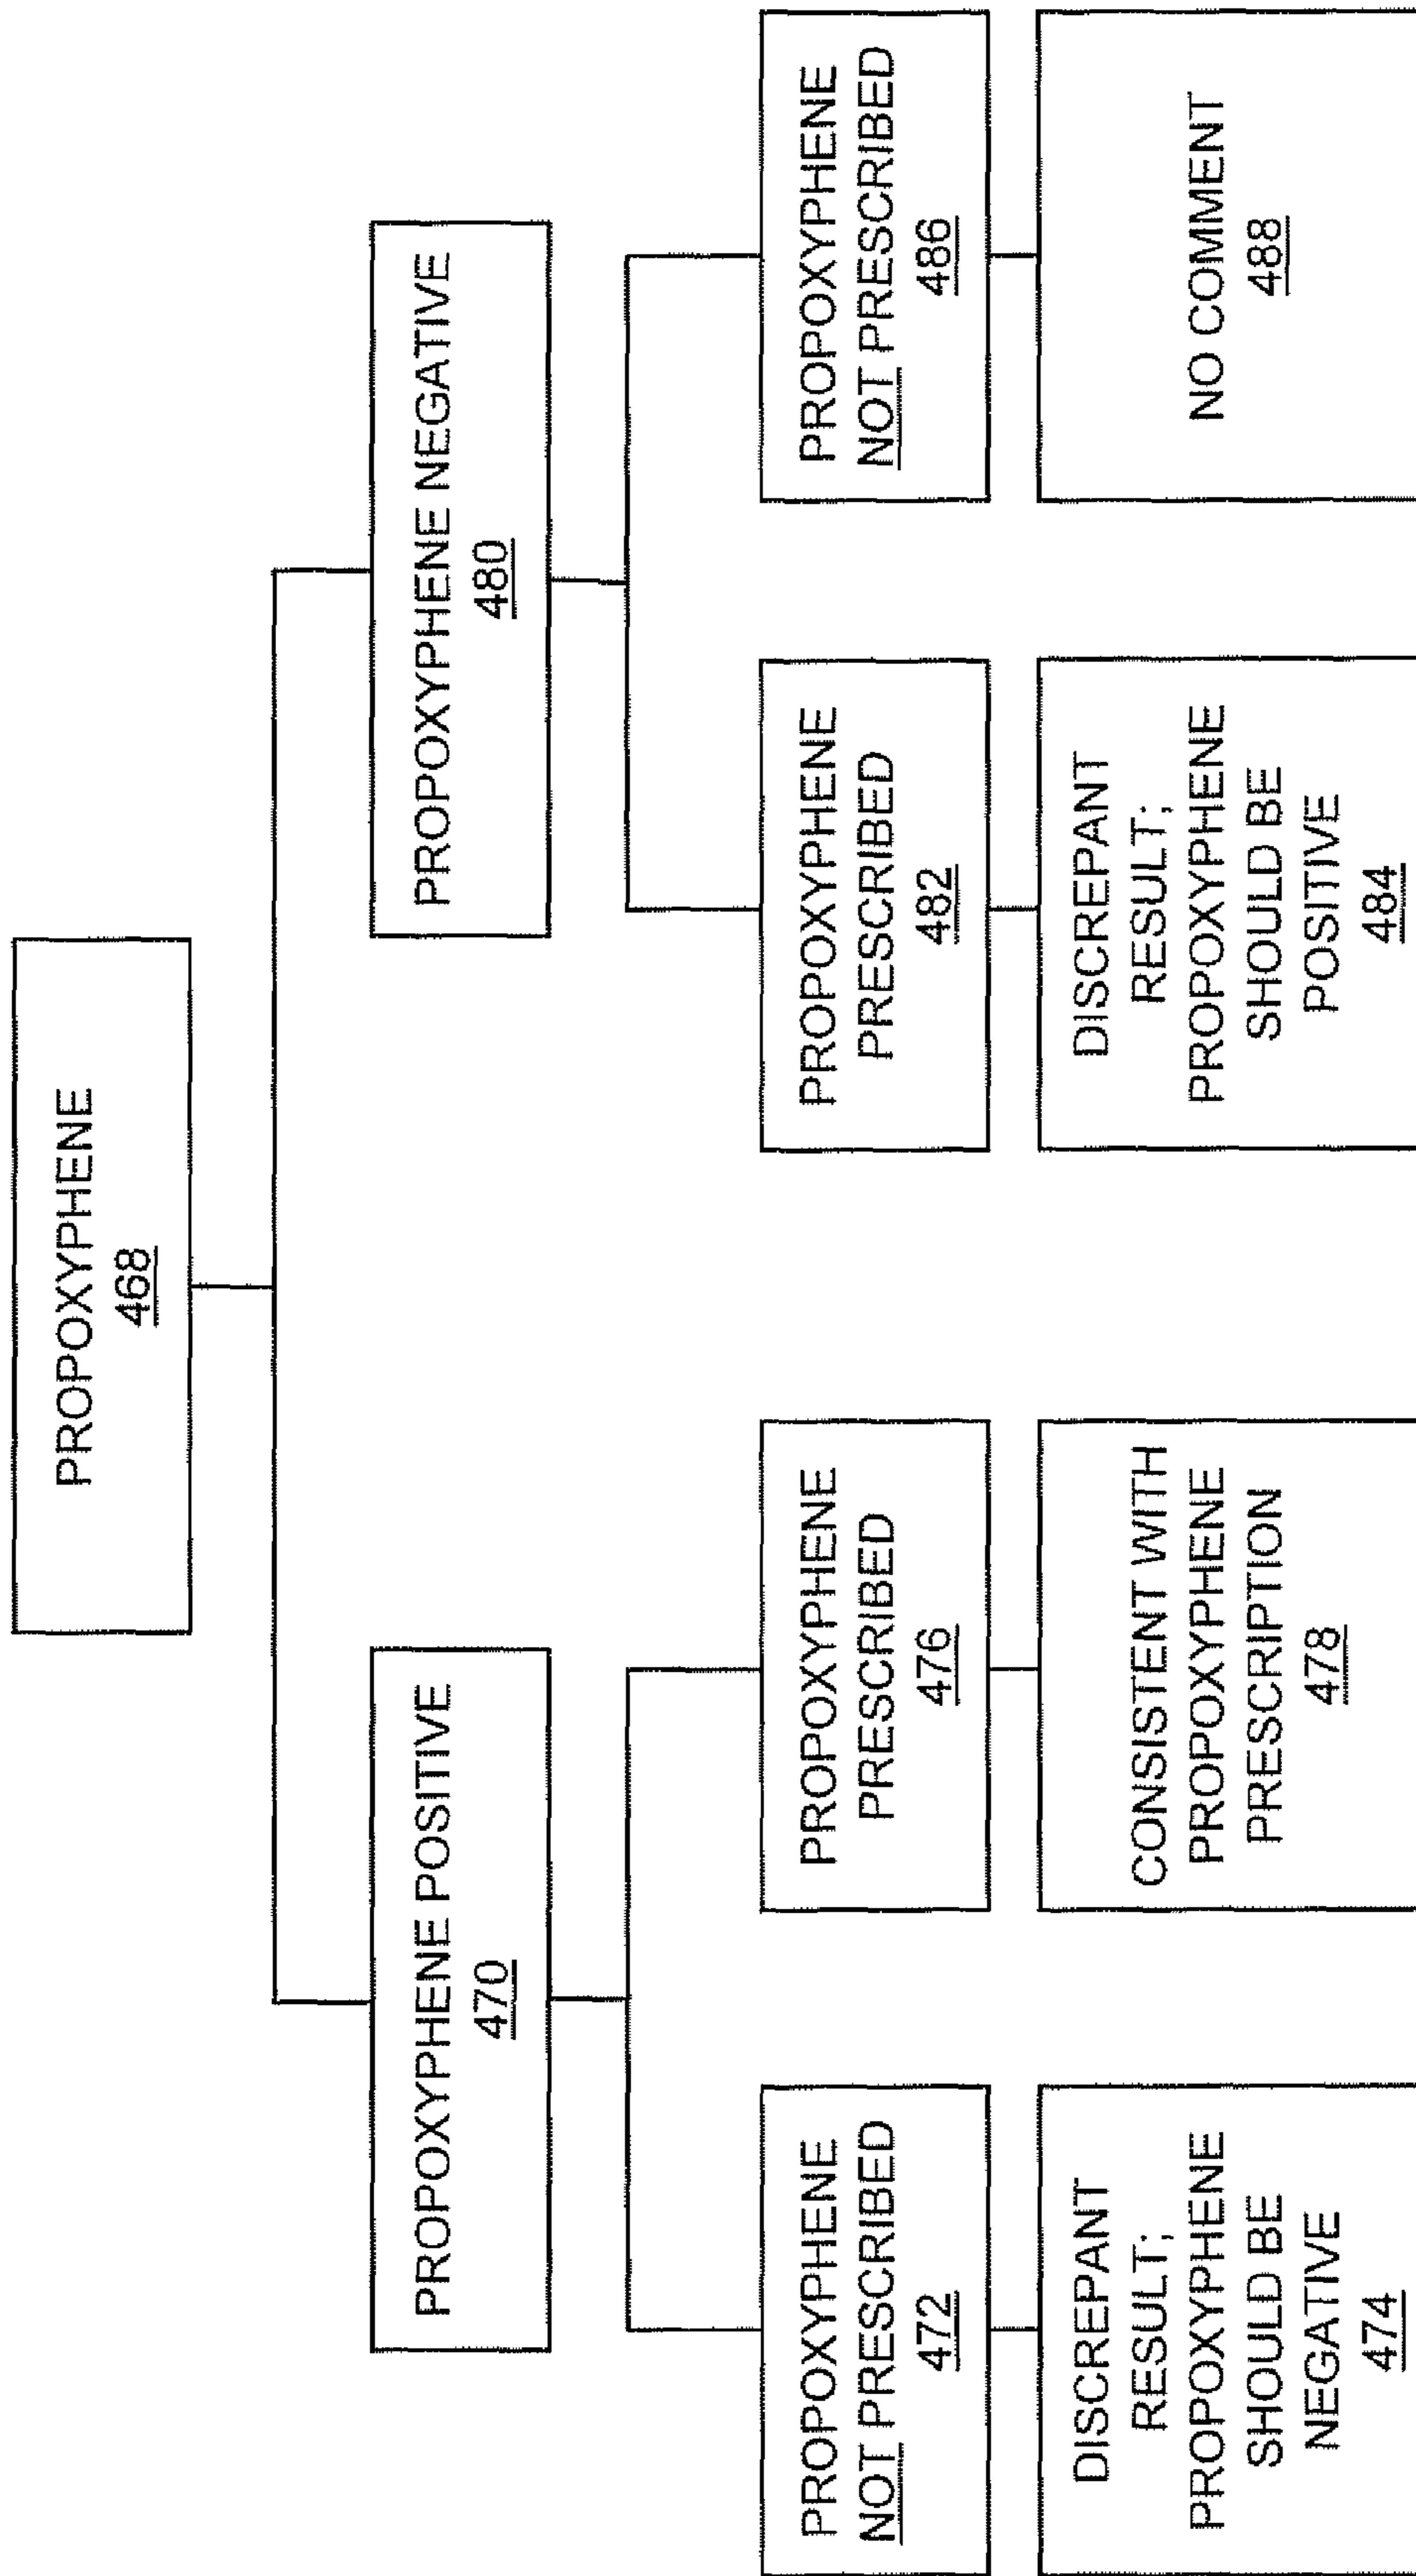 PROPOXYPHENE
468
PROPOXYPHENE POSITIVE
470
PROPOXYPHENE NEGATIVE
480
PROPOXYPHENE
NOT PRESCRIBED
472
PROPOXYPHENE
PRESCRIBED
476
PROPOXYPHENE
PRESCRIBED
482
PROPOXYPHENE
NOT PRESCRIBED
486
DISCREPANT
RESULT;
PROPOXYPHENE
SHOULD BE
NEGATIVE
474
CONSISTENT WITH
PROPOXYPHENE
PRESCRIPTION
478
DISCREPANT
RESULT;
PROPOXYPHENE
SHOULD BE
POSITIVE
484
NO COMMENT
488